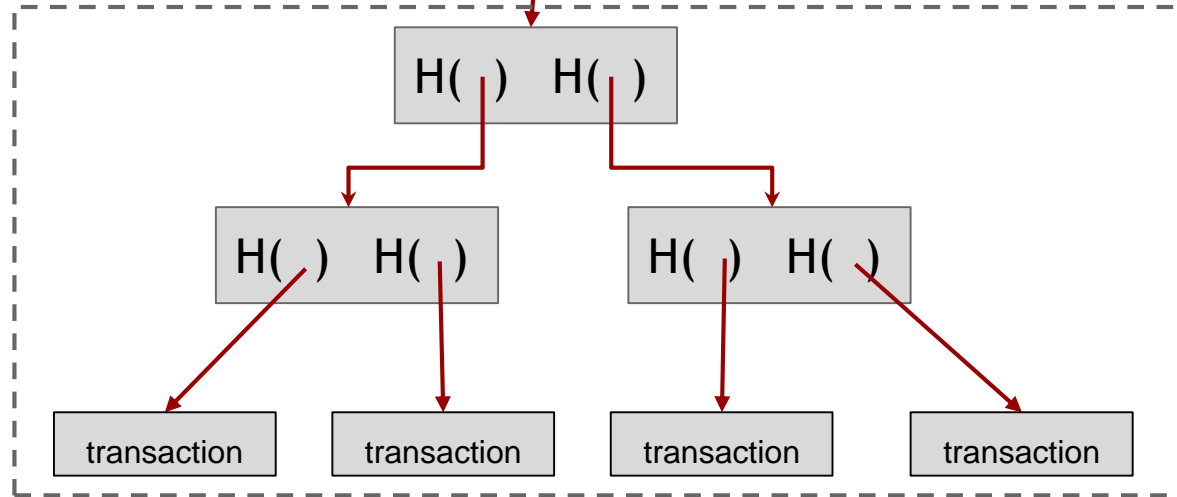 H( ) H( )
H( ) H( ) H( ) H( )
transaction transaction transaction transaction